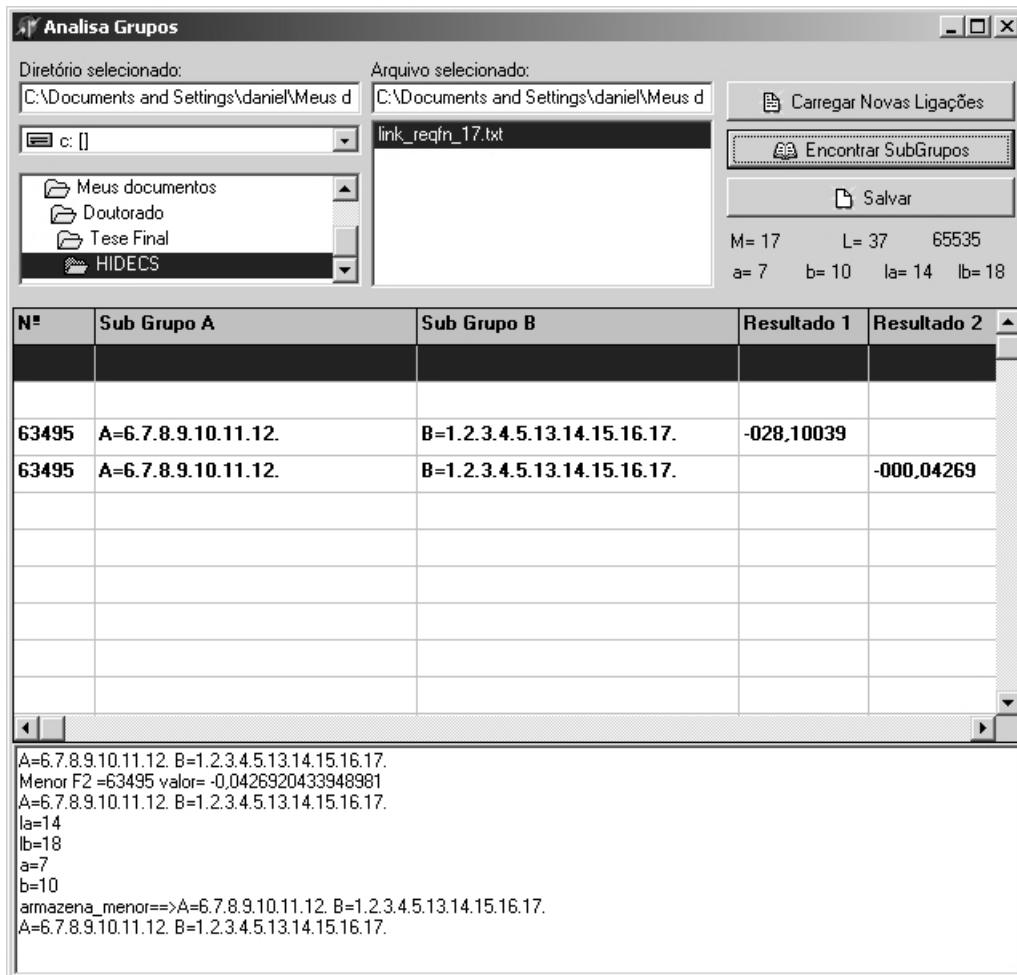 Analisa Grupos
Diretório selecionado:
Arquivo selecionado:
C:\Documents and Settings\daniel\Meus d
C:\Documents and Settings\daniel\Meus d
Carregar Novas Ligações
c: []
link_reqfn_17.txt
Encontrar SubGrupos
Meus documentos
Doutorado
Tese Final
HIDECS
Salvar
M= 17 L= 37 65535
a= 7 b= 10 la= 14 lb= 18
Nº Sub Grupo A Sub Grupo B Resultado 1 Resultado 2
63495 A=6.7.8.9.10.11.12. B=1.2.3.4.5.13.14.15.16.17. -028,10039
63495 A=6.7.8.9.10.11.12. B=1.2.3.4.5.13.14.15.16.17. -000,04269
A=6.7.8.9.10.11.12. B=1.2.3.4.5.13.14.15.16.17.
Menor F2 =63495 valor= -0,0426920433948981
A=6.7.8.9.10.11.12. B=1.2.3.4.5.13.14.15.16.17.
la=14
lb=18
a=7
b=10
armazena_menor==>A=6.7.8.9.10.11.12. B=1.2.3.4.5.13.14.15.16.17.
A=6.7.8.9.10.11.12. B=1.2.3.4.5.13.14.15.16.17.